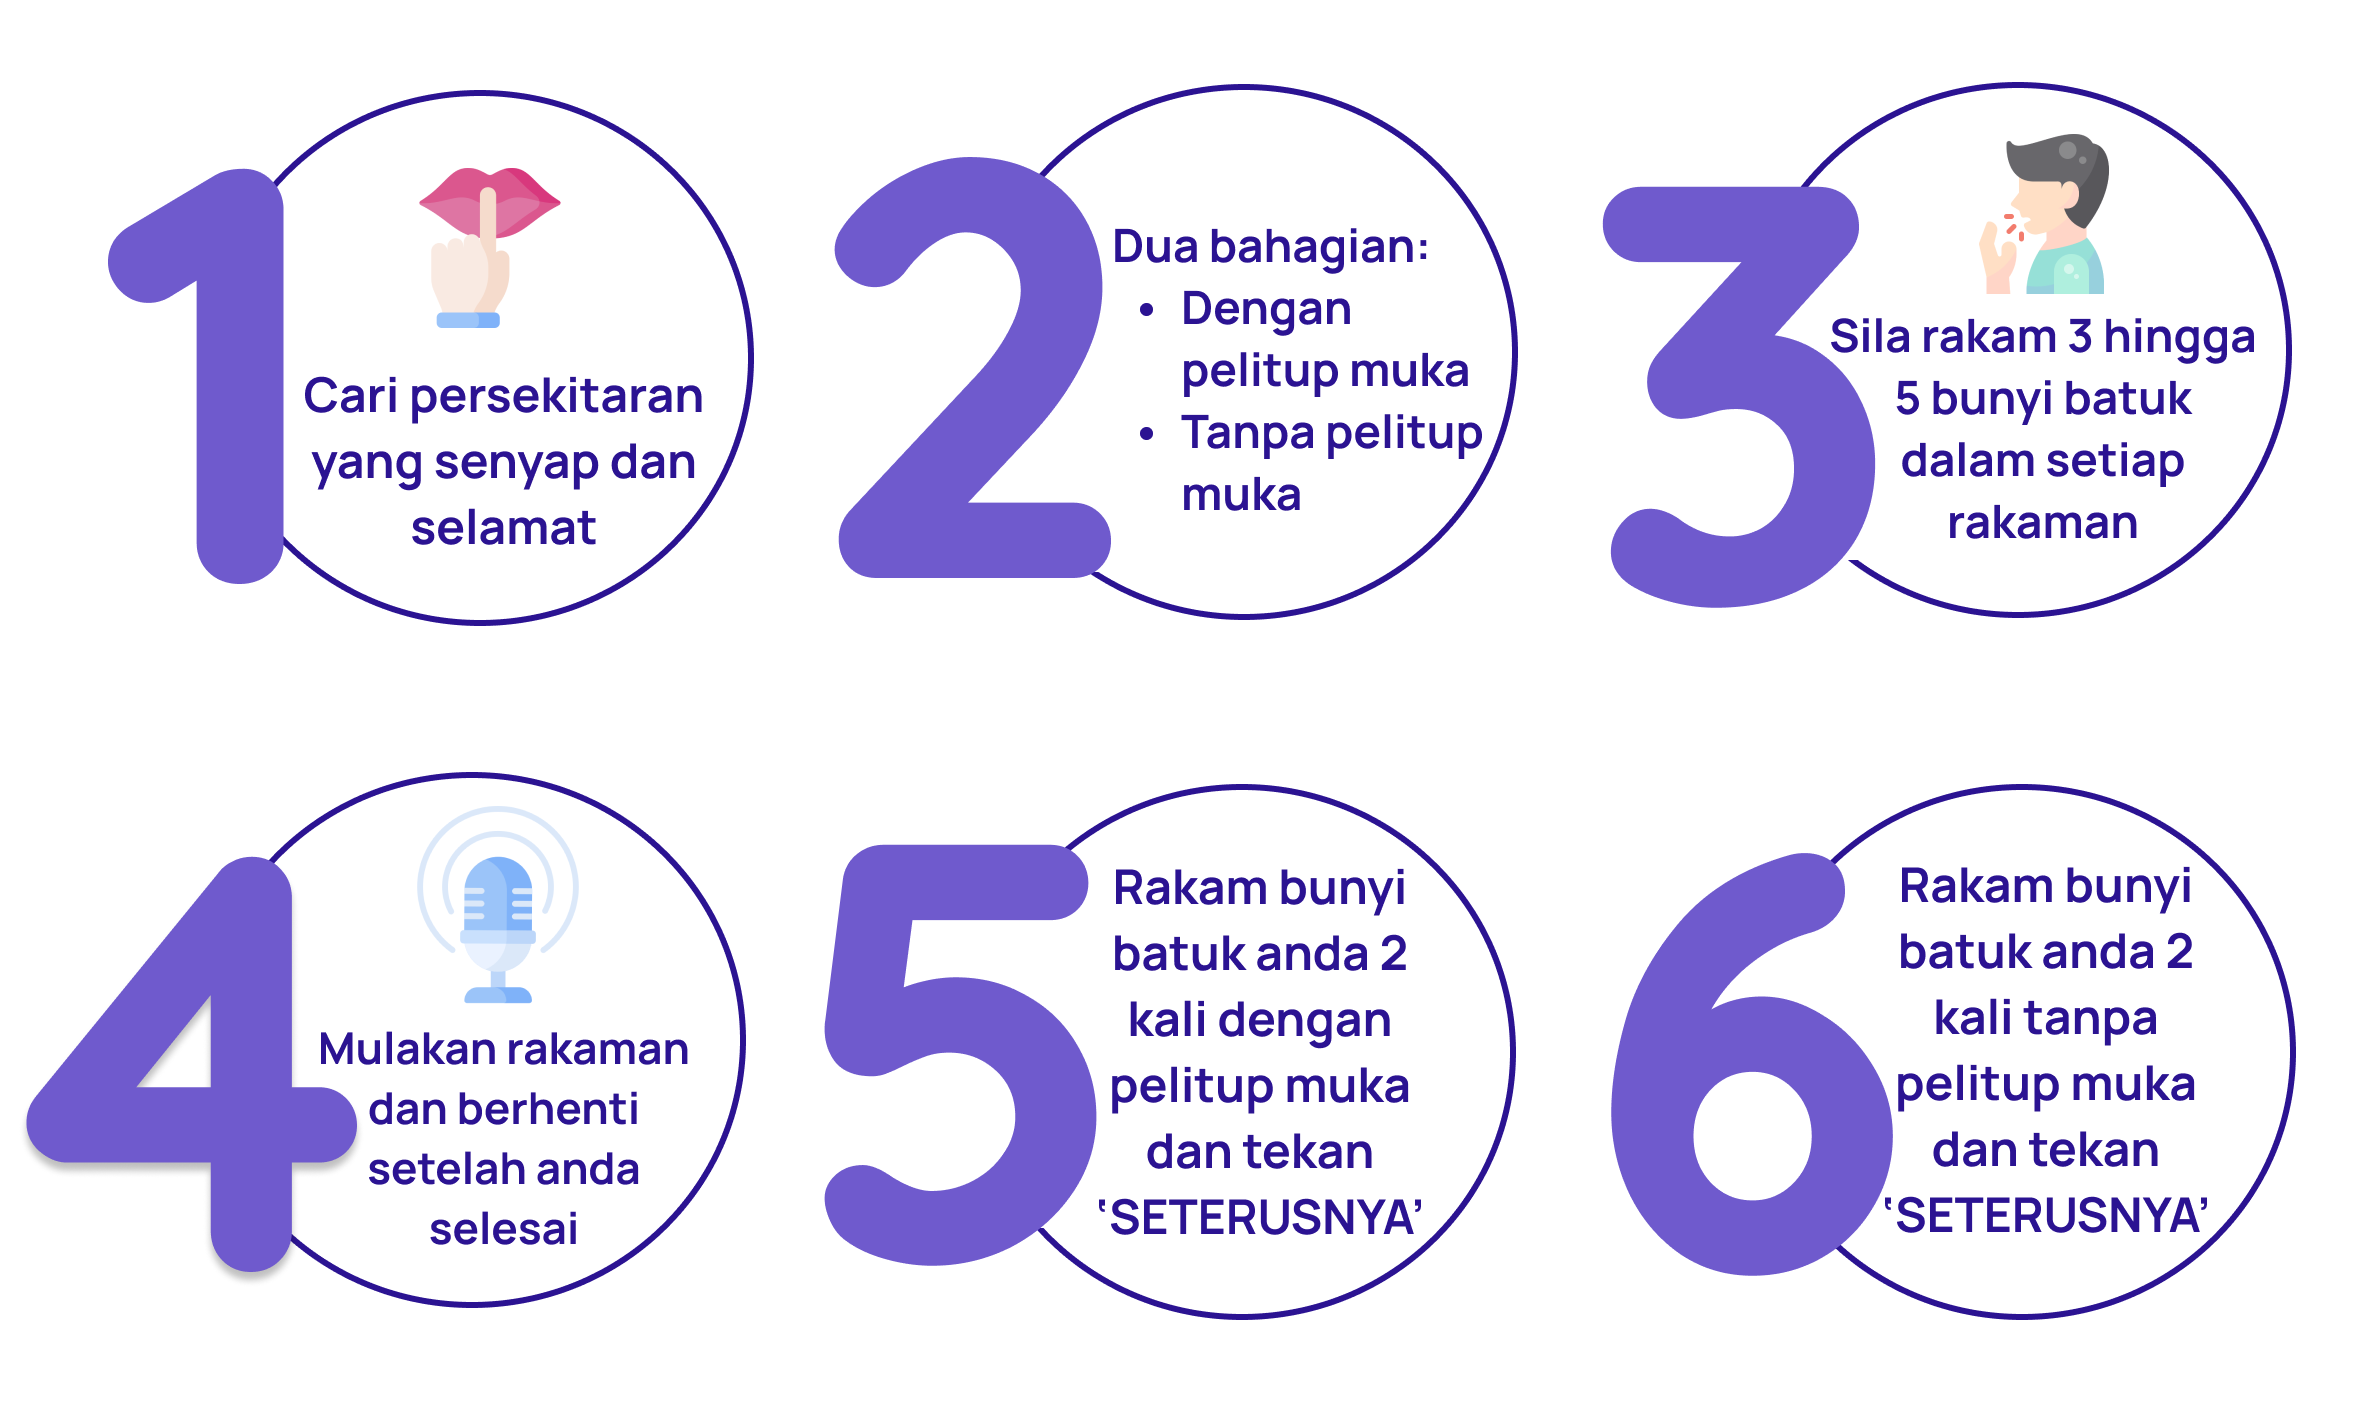 1
Cari persekitaran
yang senyap dan
selamat
2
Dua bahagian:
• Dengan
pelitup muka
• Tanpa pelitup
muka
3
Sila rakam 3 hingga
5 bunyi batuk
dalam setiap
rakaman
4
Mulakan rakaman
dan berhenti
setelah anda
selesai
5
Rakam bunyi
batuk anda 2
kali dengan
pelitup muka
dan tekan
‘SETERUSNYA’
6
Rakam bunyi
batuk anda 2
kali tanpa
pelitup muka
dan tekan
‘SETERUSNYA’